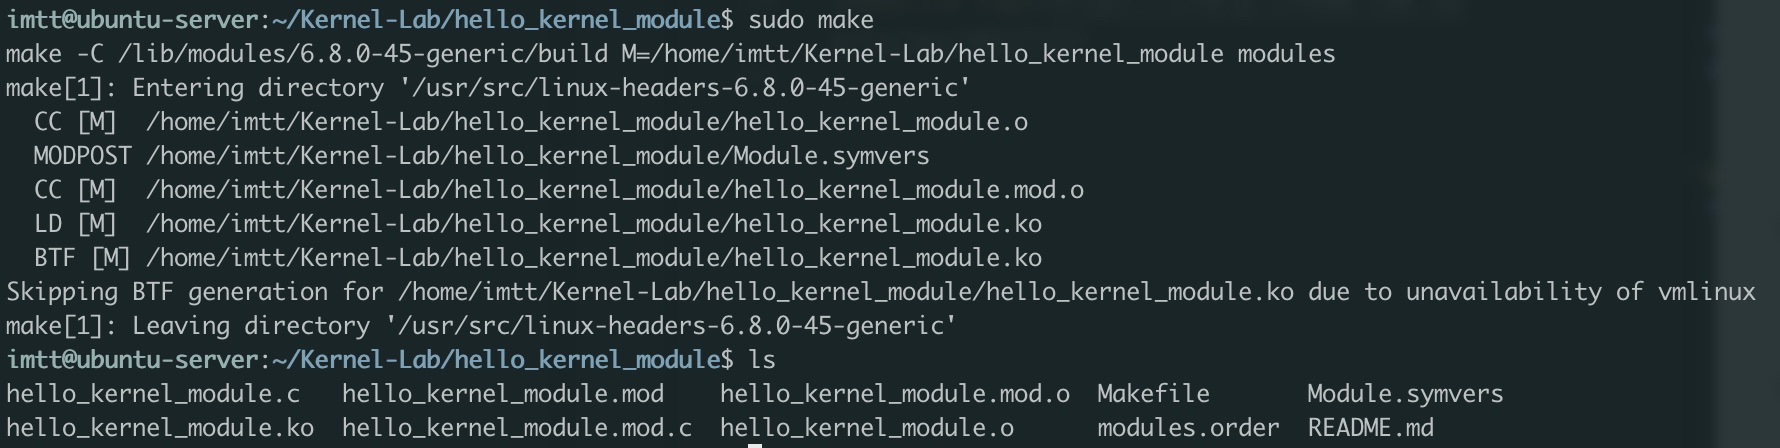 imtt@ubuntu-server:~/Kernel-Lab/hello_kernel_module$ sudo make
make -C /lib/modules/6.8.0-45-generic/build M=/home/imtt/Kernel-Lab/hello_kernel_module modules
make[1]: Entering directory '/usr/src/linux-headers-6.8.0-45-generic'
  CC [M]  /home/imtt/Kernel-Lab/hello_kernel_module/hello_kernel_module.o
  MODPOST /home/imtt/Kernel-Lab/hello_kernel_module/Module.symvers
  CC [M]  /home/imtt/Kernel-Lab/hello_kernel_module/hello_kernel_module.mod.o
  LD [M]  /home/imtt/Kernel-Lab/hello_kernel_module/hello_kernel_module.ko
  BTF [M] /home/imtt/Kernel-Lab/hello_kernel_module/hello_kernel_module.ko
Skipping BTF generation for /home/imtt/Kernel-Lab/hello_kernel_module/hello_kernel_module.ko due to unavailability of vmlinux
make[1]: Leaving directory '/usr/src/linux-headers-6.8.0-45-generic'
imtt@ubuntu-server:~/Kernel-Lab/hello_kernel_module$ ls
hello_kernel_module.c   hello_kernel_module.mod    hello_kernel_module.mod.o  Makefile       Module.symvers
hello_kernel_module.ko  hello_kernel_module.mod.c  hello_kernel_module.o      modules.order  README.md